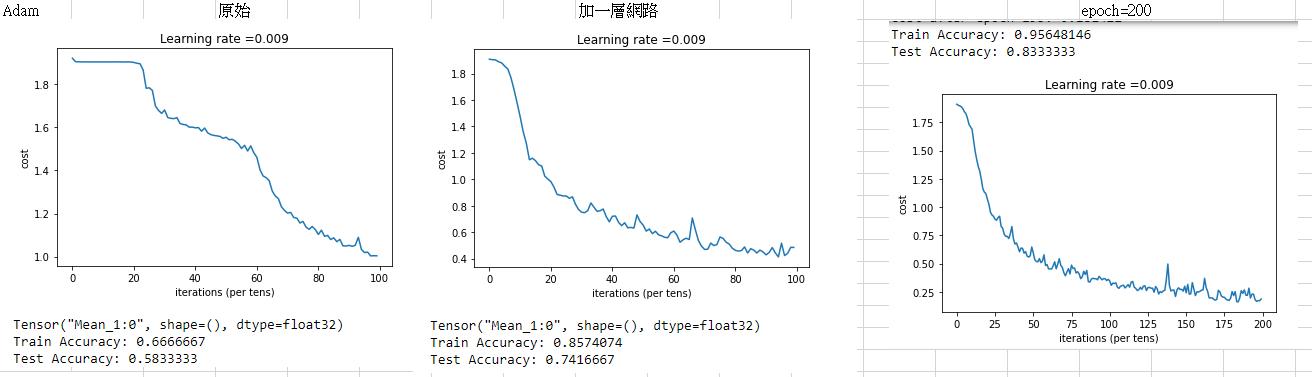 Adam
原始
Learning rate =0.009
1.8
1.6
1.4
1.2
1.0
cost
0 20 40 60 80 100
iterations (per tens)
Tensor("Mean_1:0", shape=(), dtype=float32)
Train Accuracy: 0.6666667
Test Accuracy: 0.5833333
加一層網路
Learning rate =0.009
1.8
1.6
1.4
1.2
1.0
0.8
0.6
0.4
cost
0 20 40 60 80 100
iterations (per tens)
Tensor("Mean_1:0", shape=(), dtype=float32)
Train Accuracy: 0.8574074
Test Accuracy: 0.7416667
epoch=200
Train Accuracy: 0.95648146
Test Accuracy: 0.8333333
Learning rate =0.009
1.75
1.50
1.25
1.00
0.75
0.50
0.25
cost
0 25 50 75 100 125 150 175 200
iterations (per tens)